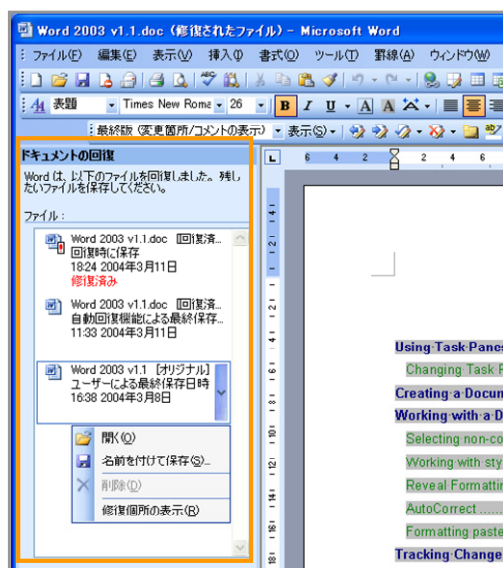 Word 2003 v1.1.doc (修復されたファイル) - Microsoft Word
ファイル(F) 編集(E) 表示(V) 挿入(I) 書式(O) ツール(T) 罫線(A) ウィンドウ(W)
表題 Times New Roma 26 B I U A A
最終版 (変更箇所/コメントの表示) 表示(S)
ドキュメントの回復
Word は、以下のファイルを回復しました。残し
たいファイルを保存してください。
ファイル:
Word 2003 v1.1.doc [回復済...
回復時に保存
18:24 2004年3月11日
修復済み
Word 2003 v1.1.doc [回復済...
自動回復機能による最終保存...
11:33 2004年3月11日
Word 2003 v1.1 [オリジナル]
ユーザーによる最終保存日時
16:38 2004年3月8日
開く(O)
名前を付けて保存(S)...
削除(D)
修復個所の表示(R)
L 6 4 2 2 4 6
Using Task Panes
Changing Task P
Creating a Docum
Working with a D
Selecting non-co
Working with sty
Reveal Formattin
AutoCorrect
Formatting paste
Tracking Change